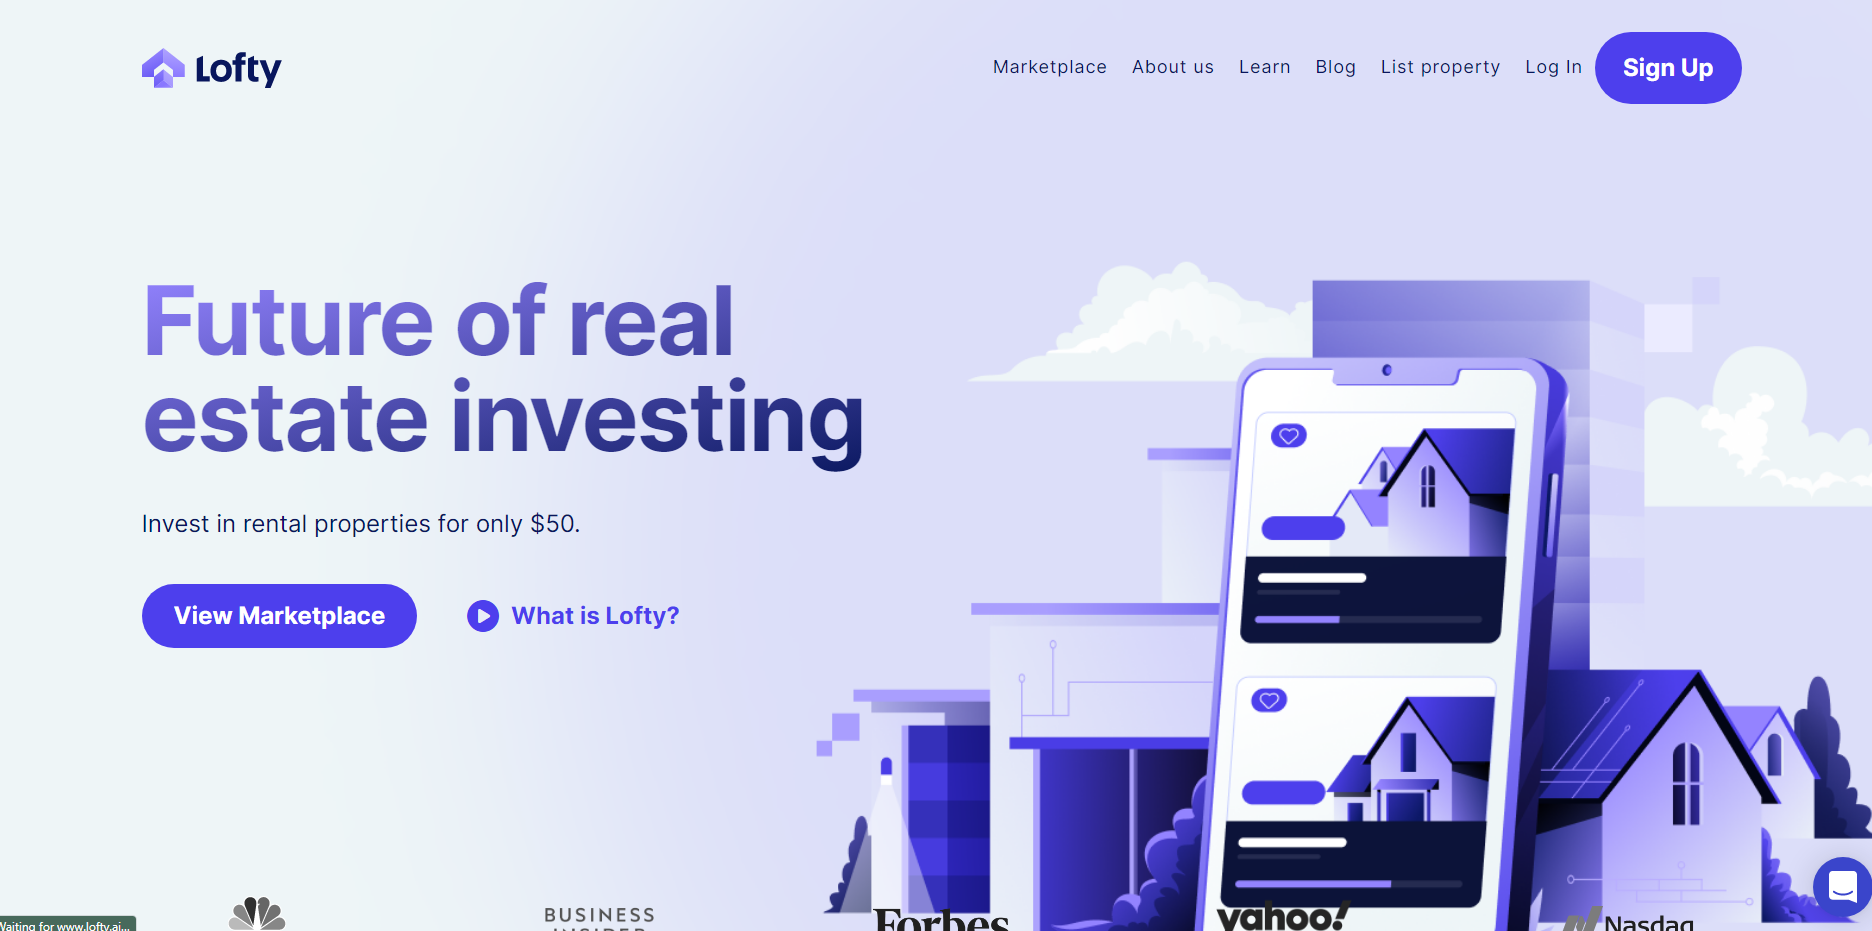 Lofty
Marketplace
About us
Learn
Blog
List property
Log In
Sign Up
Future of real
estate investing
Invest in rental properties for only $50.
View Marketplace
What is Lofty?
BUSINESS
INSIDER
Forbes
yahoo!
Nasdaq
Waiting for www.lofty.ai...